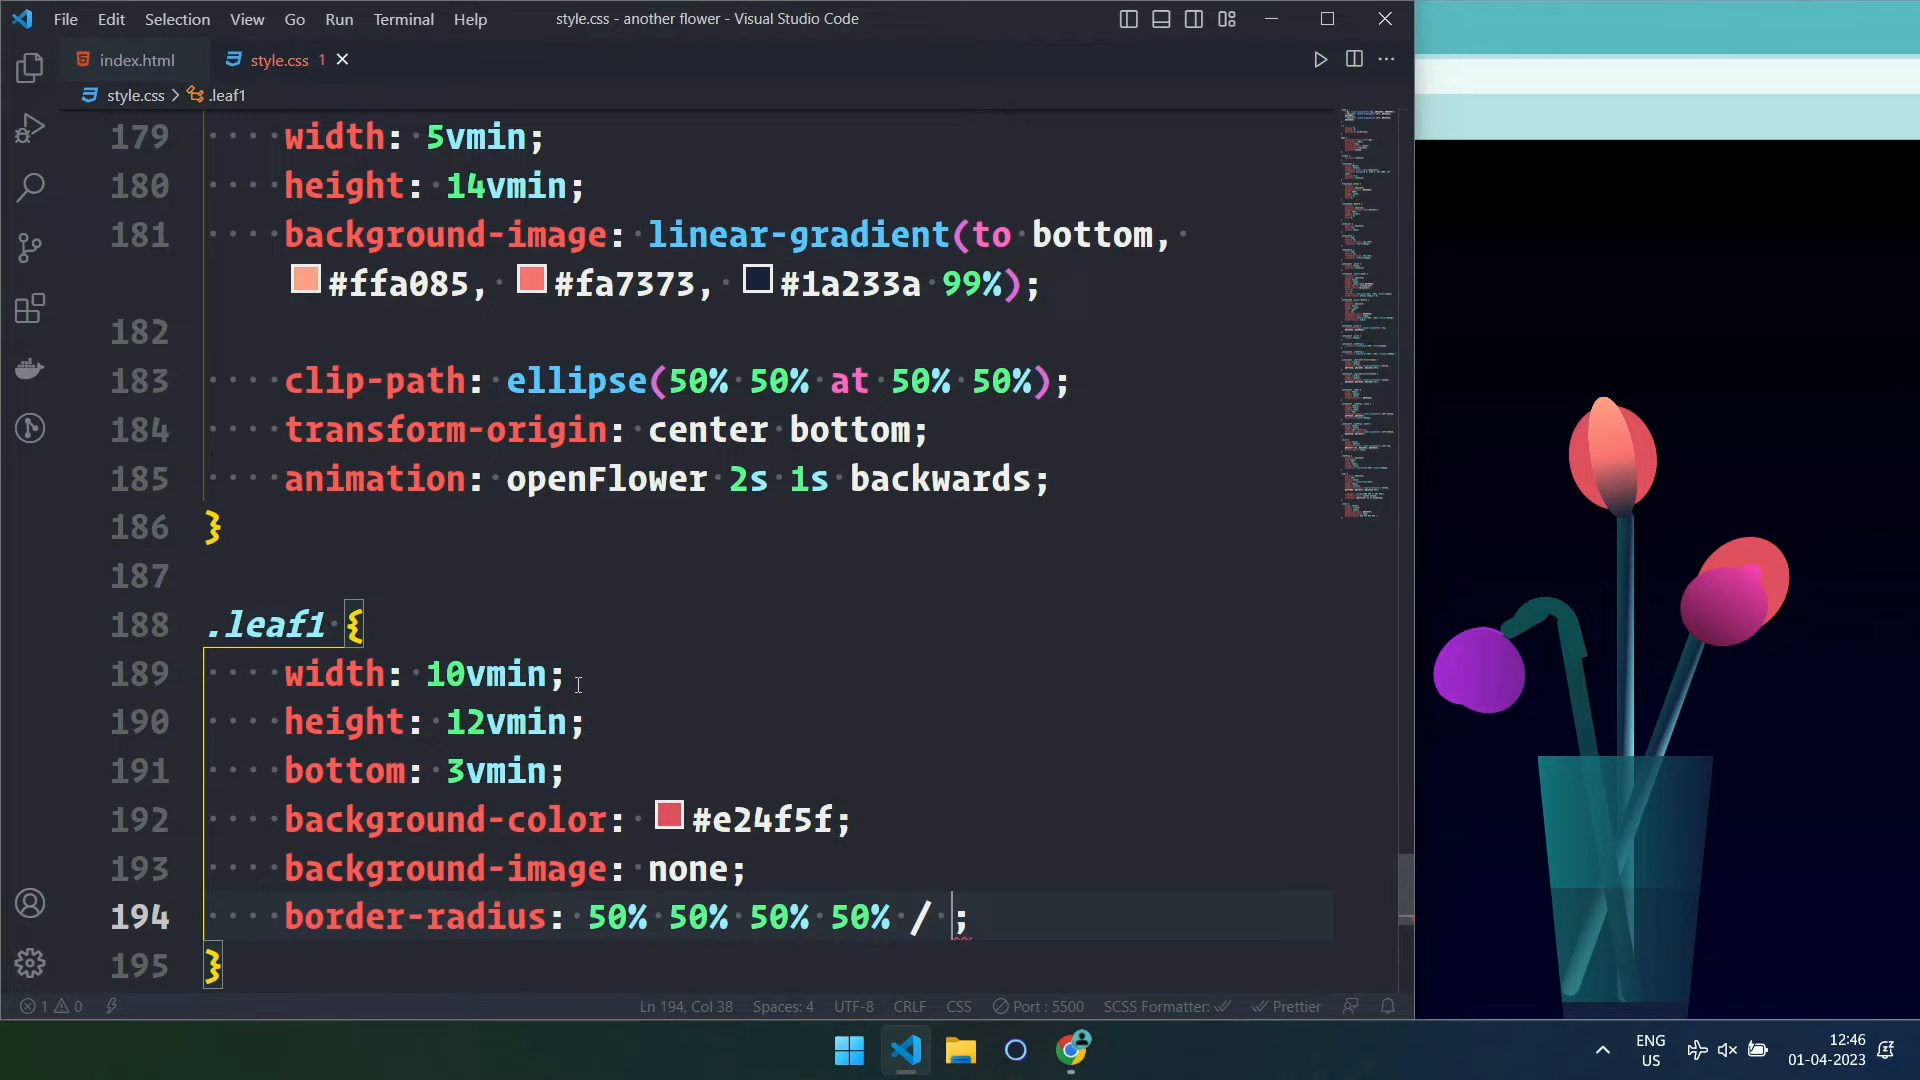 File Edit Selection View Go Run Terminal Help style.css - another flower - Visual Studio Code
index.html style.css 1
style.css > .leaf1
179 width: 5vmin;
180 height: 14vmin;
181 background-image: linear-gradient(to bottom,
#ffa085, #fa7373, #1a233a 99%);
182
183 clip-path: ellipse(50% 50% at 50% 50%);
184 transform-origin: center bottom;
185 animation: openFlower 2s 1s backwards;
186 }
187
188 .leaf1 {
189 width: 10vmin;
190 height: 12vmin;
191 bottom: 3vmin;
192 background-color: #e24f5f;
193 background-image: none;
194 border-radius: 50% 50% 50% 50% / ;
195 }
1 0 Ln 194, Col 38 Spaces: 4 UTF-8 CRLF CSS Port : 5500 SCSS Formatter: Prettier
ENG
US
12:46
01-04-2023